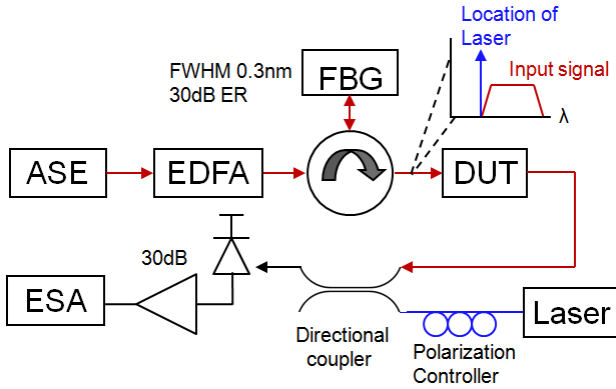 Location of
Laser
FWHM 0.3nm
30dB ER
FBG
Input signal
λ
ASE
EDFA
DUT
30dB
ESA
Directional
coupler
Polarization
Controller
Laser